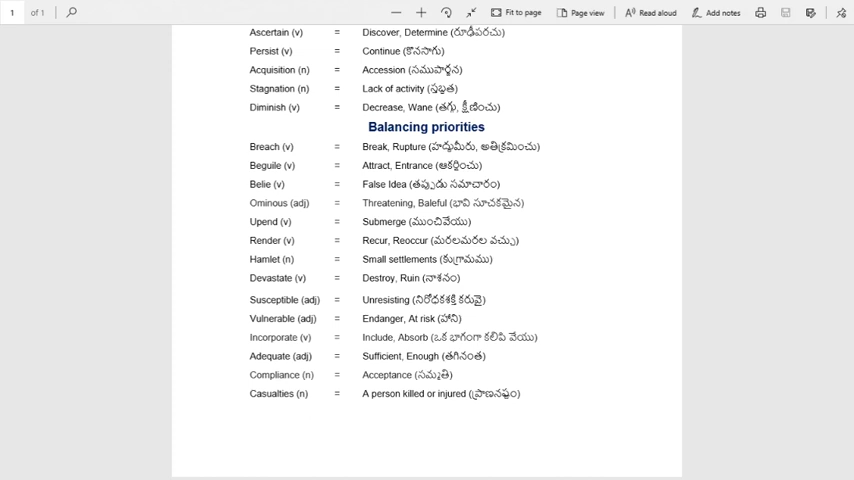 1 of 1 Fit to page Page view Read aloud Add notes
Ascertain (v) = Discover, Determine (రూఢీపరచు)
Persist (v) = Continue (కొనసాగు)
Acquisition (n) = Accession (సముపార్జన)
Stagnation (n) = Lack of activity (స్తబ్దత)
Diminish (v) = Decrease, Wane (తగ్గు, క్షీణించు)
Balancing priorities
Breach (v) = Break, Rupture (హద్దుమీరు, అతిక్రమించు)
Beguile (v) = Attract, Entrance (ఆకర్షించు)
Belie (v) = False Idea (తప్పుడు సమాచారం)
Ominous (adj) = Threatening, Baleful (భావి సూచకమైన)
Upend (v) = Submerge (ముంచివేయు)
Render (v) = Recur, Reoccur (మరలమరల వచ్చు)
Hamlet (n) = Small settlements (కుగ్రామము)
Devastate (v) = Destroy, Ruin (నాశనం)
Susceptible (adj) = Unresisting (నిరోధకశక్తి కరువై)
Vulnerable (adj) = Endanger, At risk (హాని)
Incorporate (v) = Include, Absorb (ఒక భాగంగా కలిపి వేయు)
Adequate (adj) = Sufficient, Enough (తగినంత)
Compliance (n) = Acceptance (సమ్మతి)
Casualties (n) = A person killed or injured (ప్రాణనష్టం)